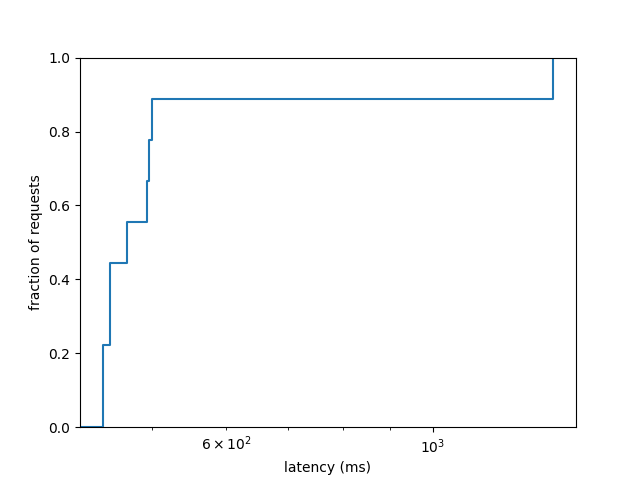 1.0
0.8
0.6
0.4
0.2
0.0
fraction of requests
6 × 10²
10³
latency (ms)